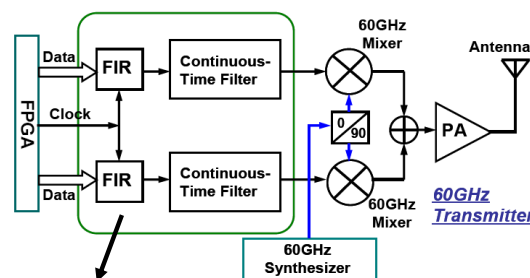 60GHz
Mixer
Antenna
Data
FIR
Continuous-
Time Filter
FPGA
Clock
0
90
PA
Data
FIR
Continuous-
Time Filter
60GHz
Mixer
60GHz
Transmitter
60GHz
Synthesizer